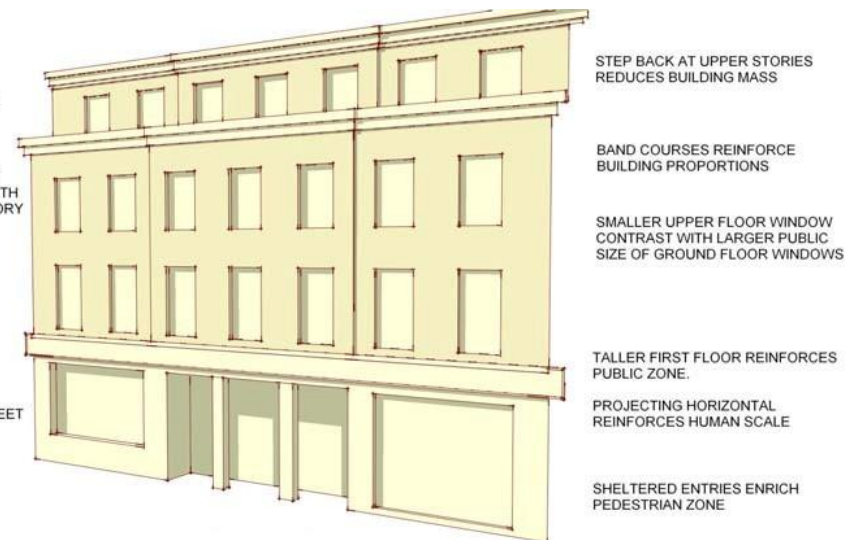 STEP BACK AT UPPER STORIES
REDUCES BUILDING MASS
BAND COURSES REINFORCE
BUILDING PROPORTIONS
SMALLER UPPER FLOOR WINDOW
CONTRAST WITH LARGER PUBLIC
SIZE OF GROUND FLOOR WINDOWS
TALLER FIRST FLOOR REINFORCES
PUBLIC ZONE.
PROJECTING HORIZONTAL
REINFORCES HUMAN SCALE
SHELTERED ENTRIES ENRICH
PEDESTRIAN ZONE